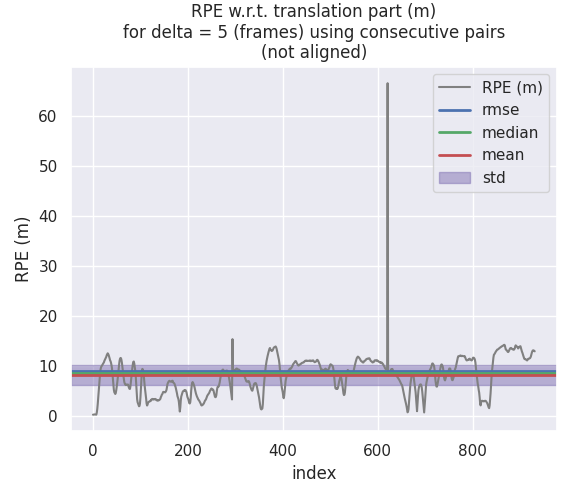 RPE w.r.t. translation part (m)
for delta = 5 (frames) using consecutive pairs
(not aligned)
RPE (m)
rmse
median
mean
std
60
50
40
30
20
10
0
RPE (m)
0
200
400
600
800
index